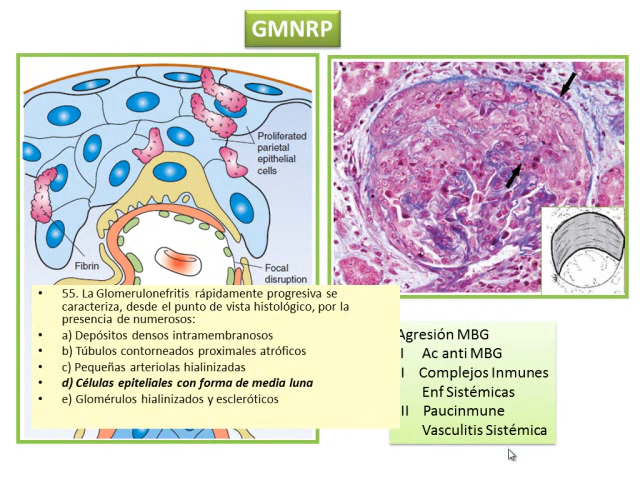 GMNRP
Proliferated
parietal
epithelial
cells
Fibrin
Focal
disruption
• 55. La Glomerulonefritis rápidamente progresiva se
caracteriza, desde el punto de vista histológico, por la
presencia de numerosos:
• a) Depósitos densos intramembranosos
• b) Túbulos contorneados proximales atróficos
• c) Pequeñas arteriolas hialinizadas
• d) Células epiteliales con forma de media luna
• e) Glomérulos hialinizados y escleróticos
Agresión MBG
I Ac anti MBG
I Complejos Inmunes
Enf Sistémicas
II Paucinmune
Vasculitis Sistémica